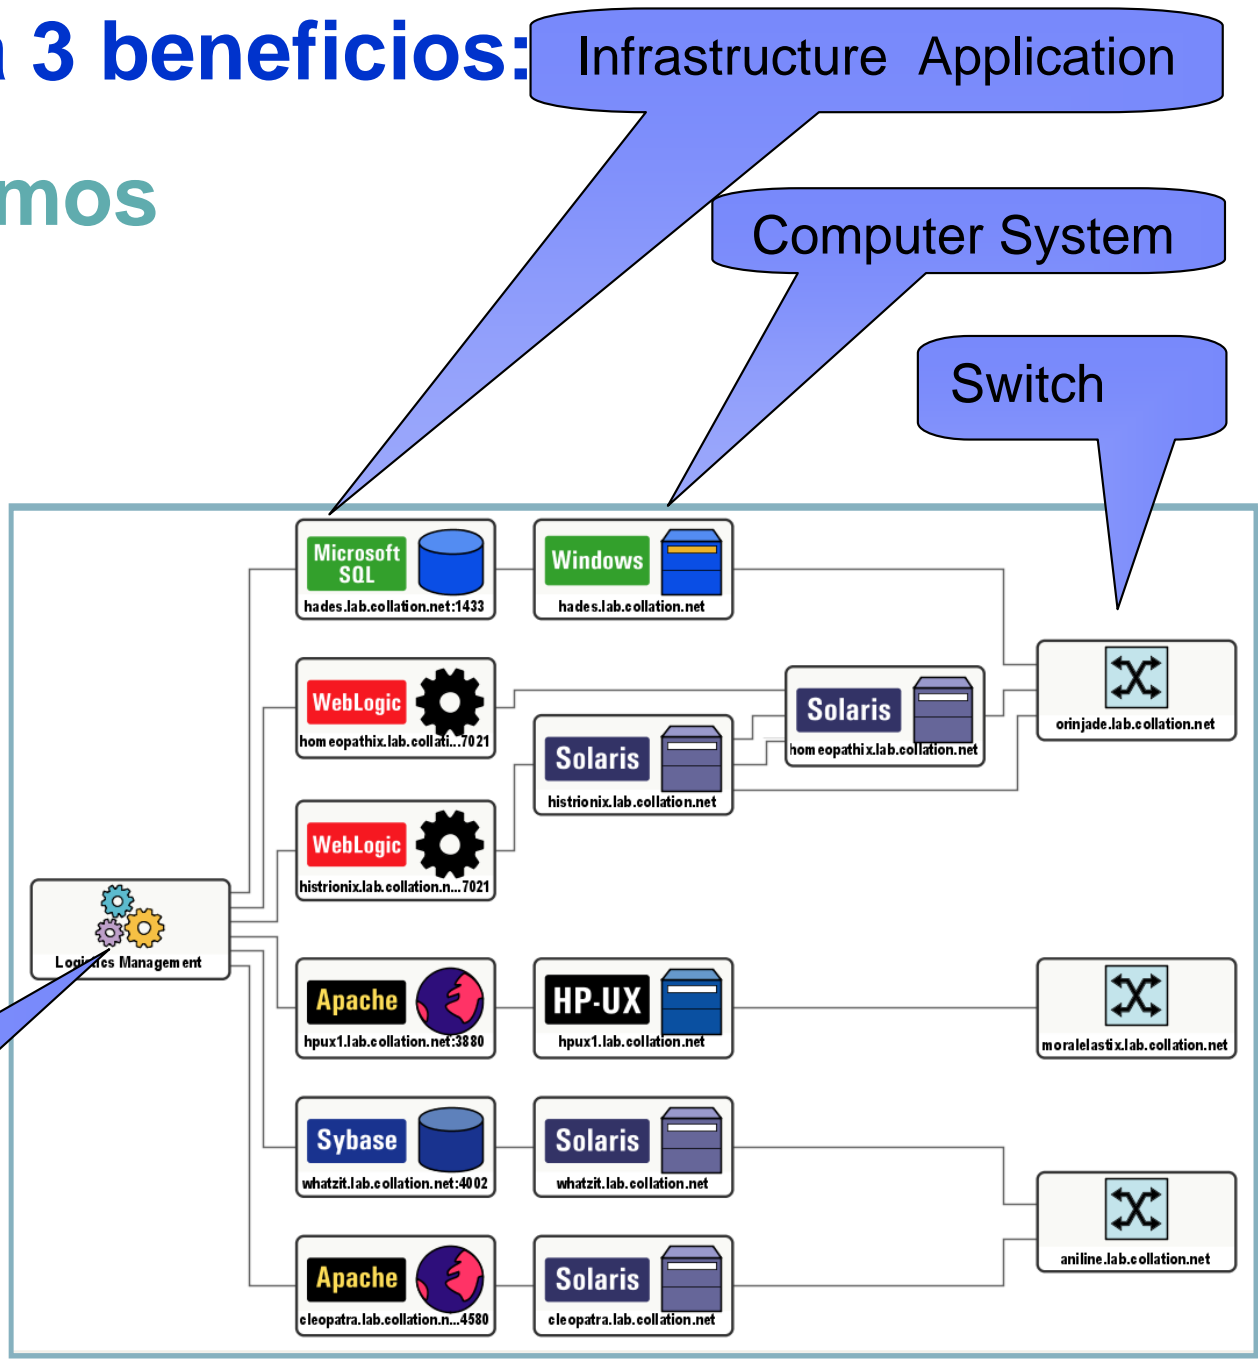 a 3 beneficios:
mos
Infrastructure Application
Computer System
Switch
Microsoft
SQL
hades.lab.collation.net:1433
Windows
hades.lab.collation.net
WebLogic
homeopathix.lab.collati...7021
Solaris
histrionix.lab.collation.net
Solaris
homeopathix.lab.collation.net
orinjade.lab.collation.net
WebLogic
histrionix.lab.collation.n...7021
Logistics Management
Apache
hpux1.lab.collation.net:3880
HP-UX
hpux1.lab.collation.net
moralelastix.lab.collation.net
Sybase
whatzit.lab.collation.net:4002
Solaris
whatzit.lab.collation.net
aniline.lab.collation.net
Apache
cleopatra.lab.collation.n...4580
Solaris
cleopatra.lab.collation.net